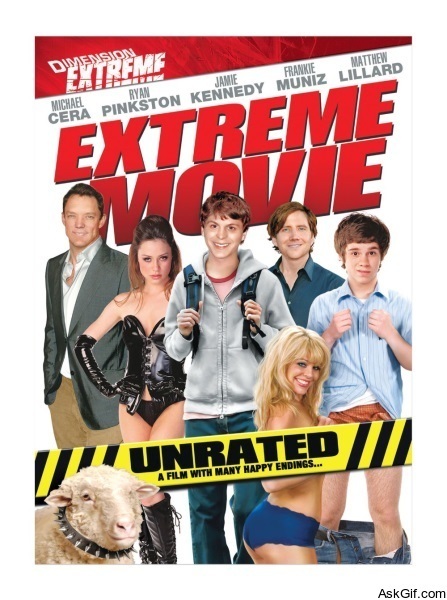 DIMENSION
EXTREME
MICHAEL CERA
RYAN PINKSTON
JAMIE KENNEDY
FRANKIE MUNIZ
MATTHEW LILLARD
EXTREME
MOVIE
UNRATED
A FILM WITH MANY HAPPY ENDINGS...
AskGif.com